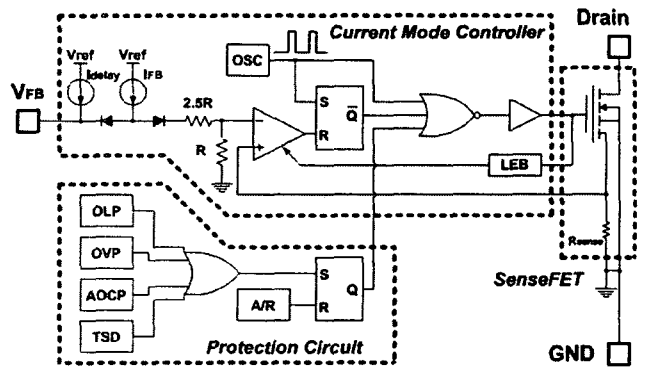 Drain
Current Mode Controller
Vref Vref
Idelay IFB
OSC
VFB
2.5R
S
Q
R
R
LEB
OLP
OVP
AOCP
TSD
S
Q
R
A/R
Rsense
SenseFET
Protection Circuit
GND